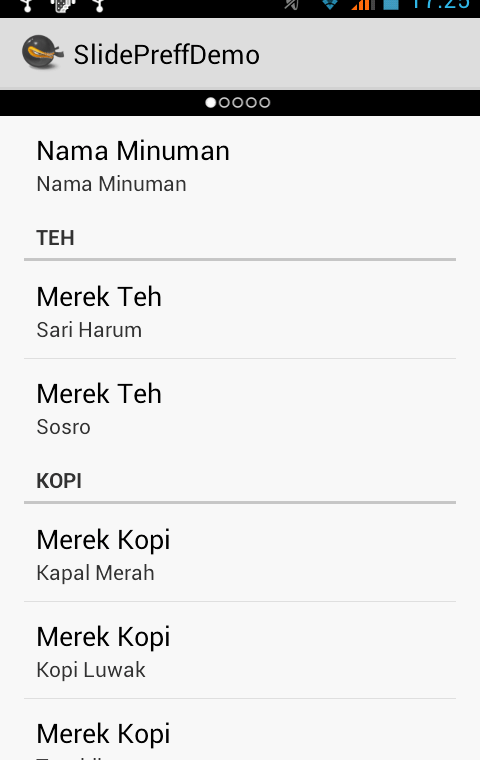 17:25
SlidePreffDemo
Nama Minuman
Nama Minuman
TEH
Merek Teh
Sari Harum
Merek Teh
Sosro
KOPI
Merek Kopi
Kapal Merah
Merek Kopi
Kopi Luwak
Merek Kopi